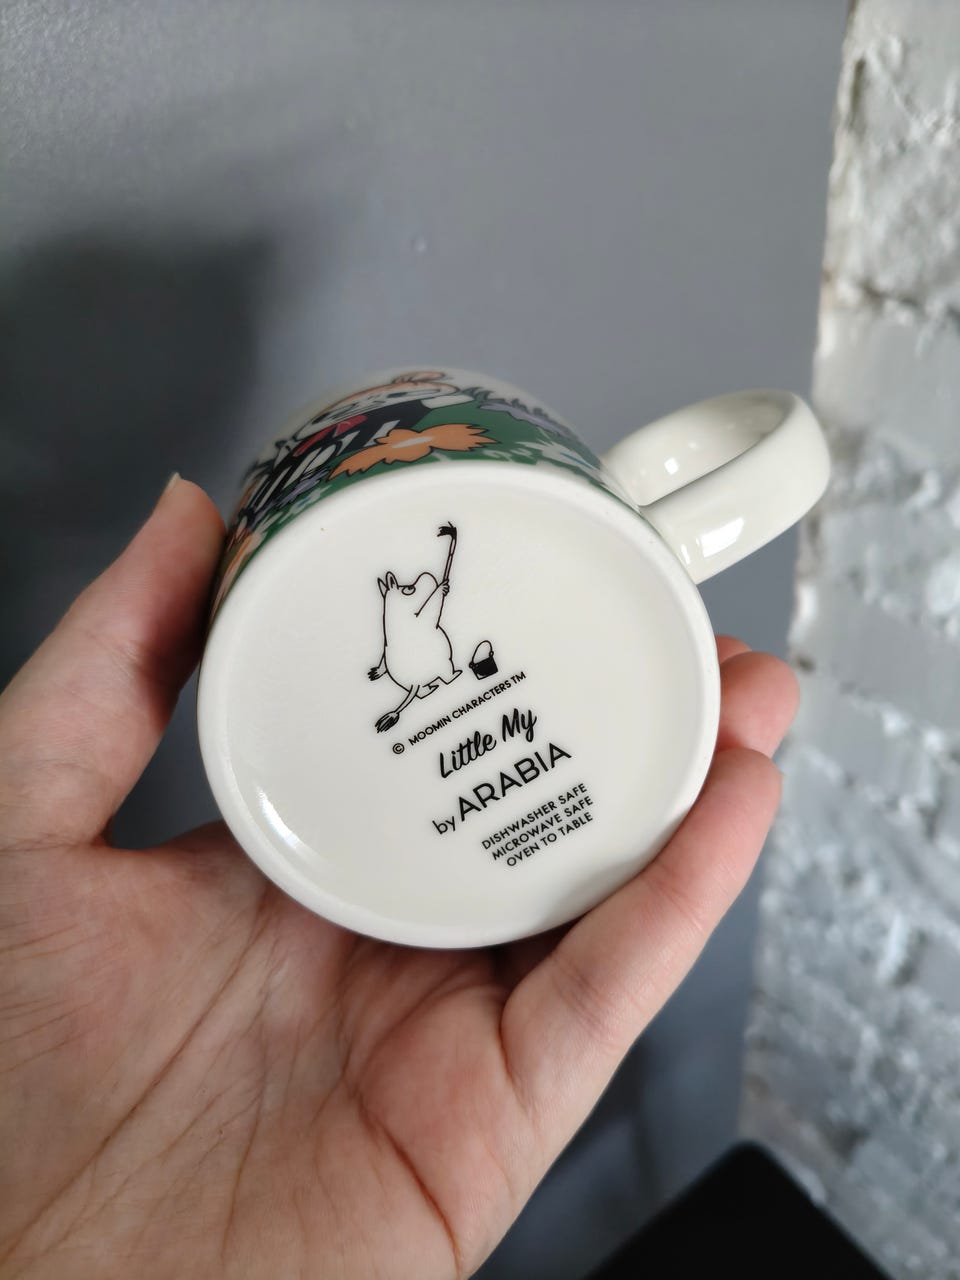 © MOOMIN CHARACTERS TM
Little My
by ARABIA
DISHWASHER SAFE
MICROWAVE SAFE
OVEN TO TABLE